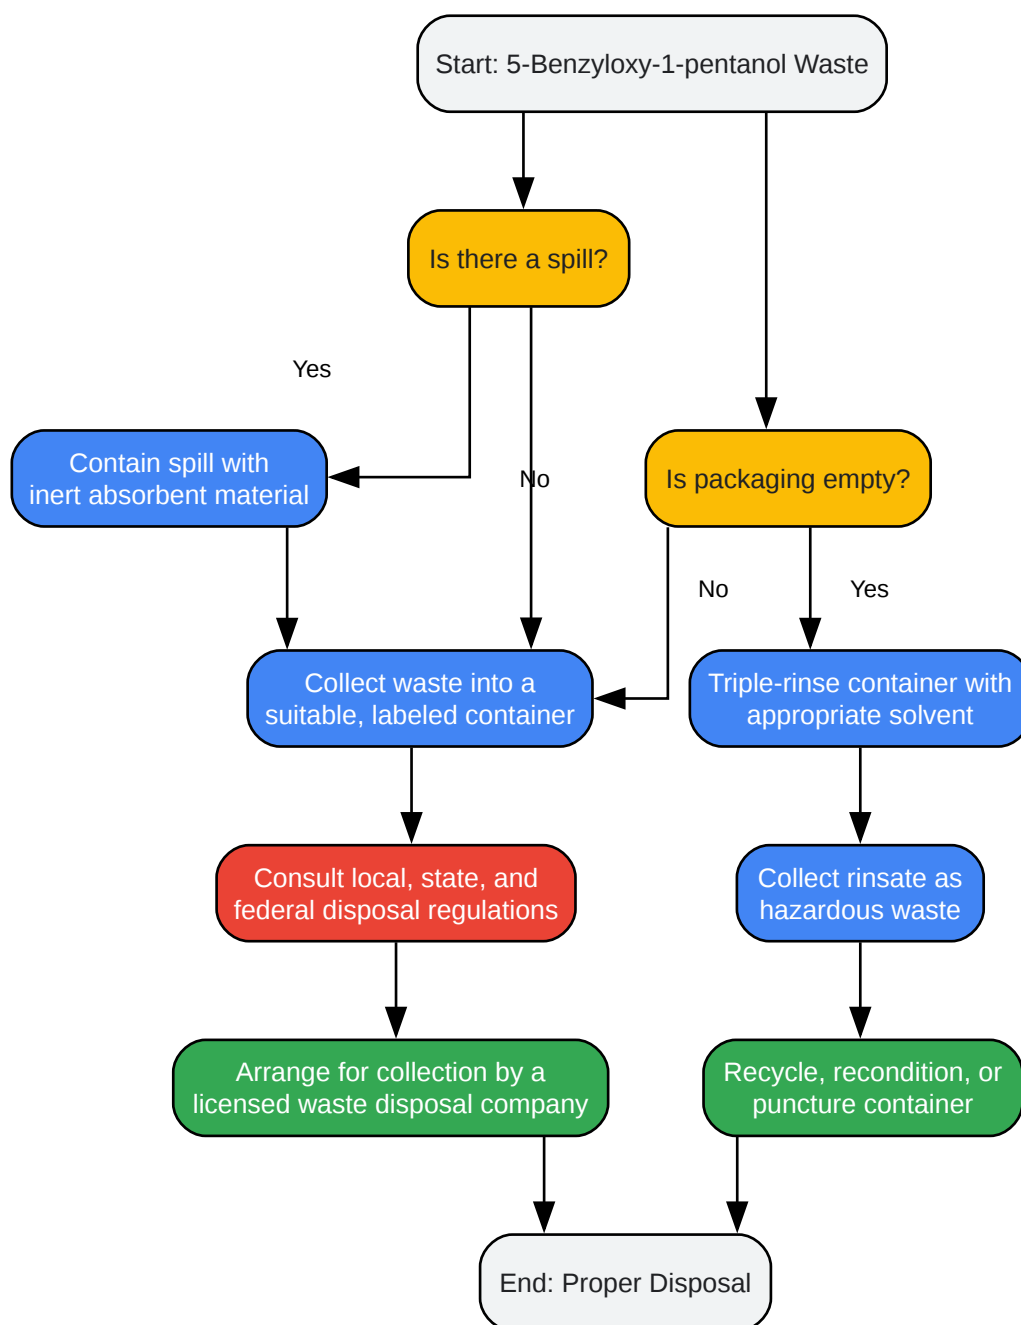 Start: 5-Benzyloxy-1-pentanol Waste
Is there a spill?
Yes
Contain spill with
inert absorbent material
No
Is packaging empty?
No
Yes
Collect waste into a
suitable, labeled container
Triple-rinse container with
appropriate solvent
Consult local, state, and
federal disposal regulations
Collect rinsate as
hazardous waste
Arrange for collection by a
licensed waste disposal company
Recycle, recondition, or
puncture container
End: Proper Disposal